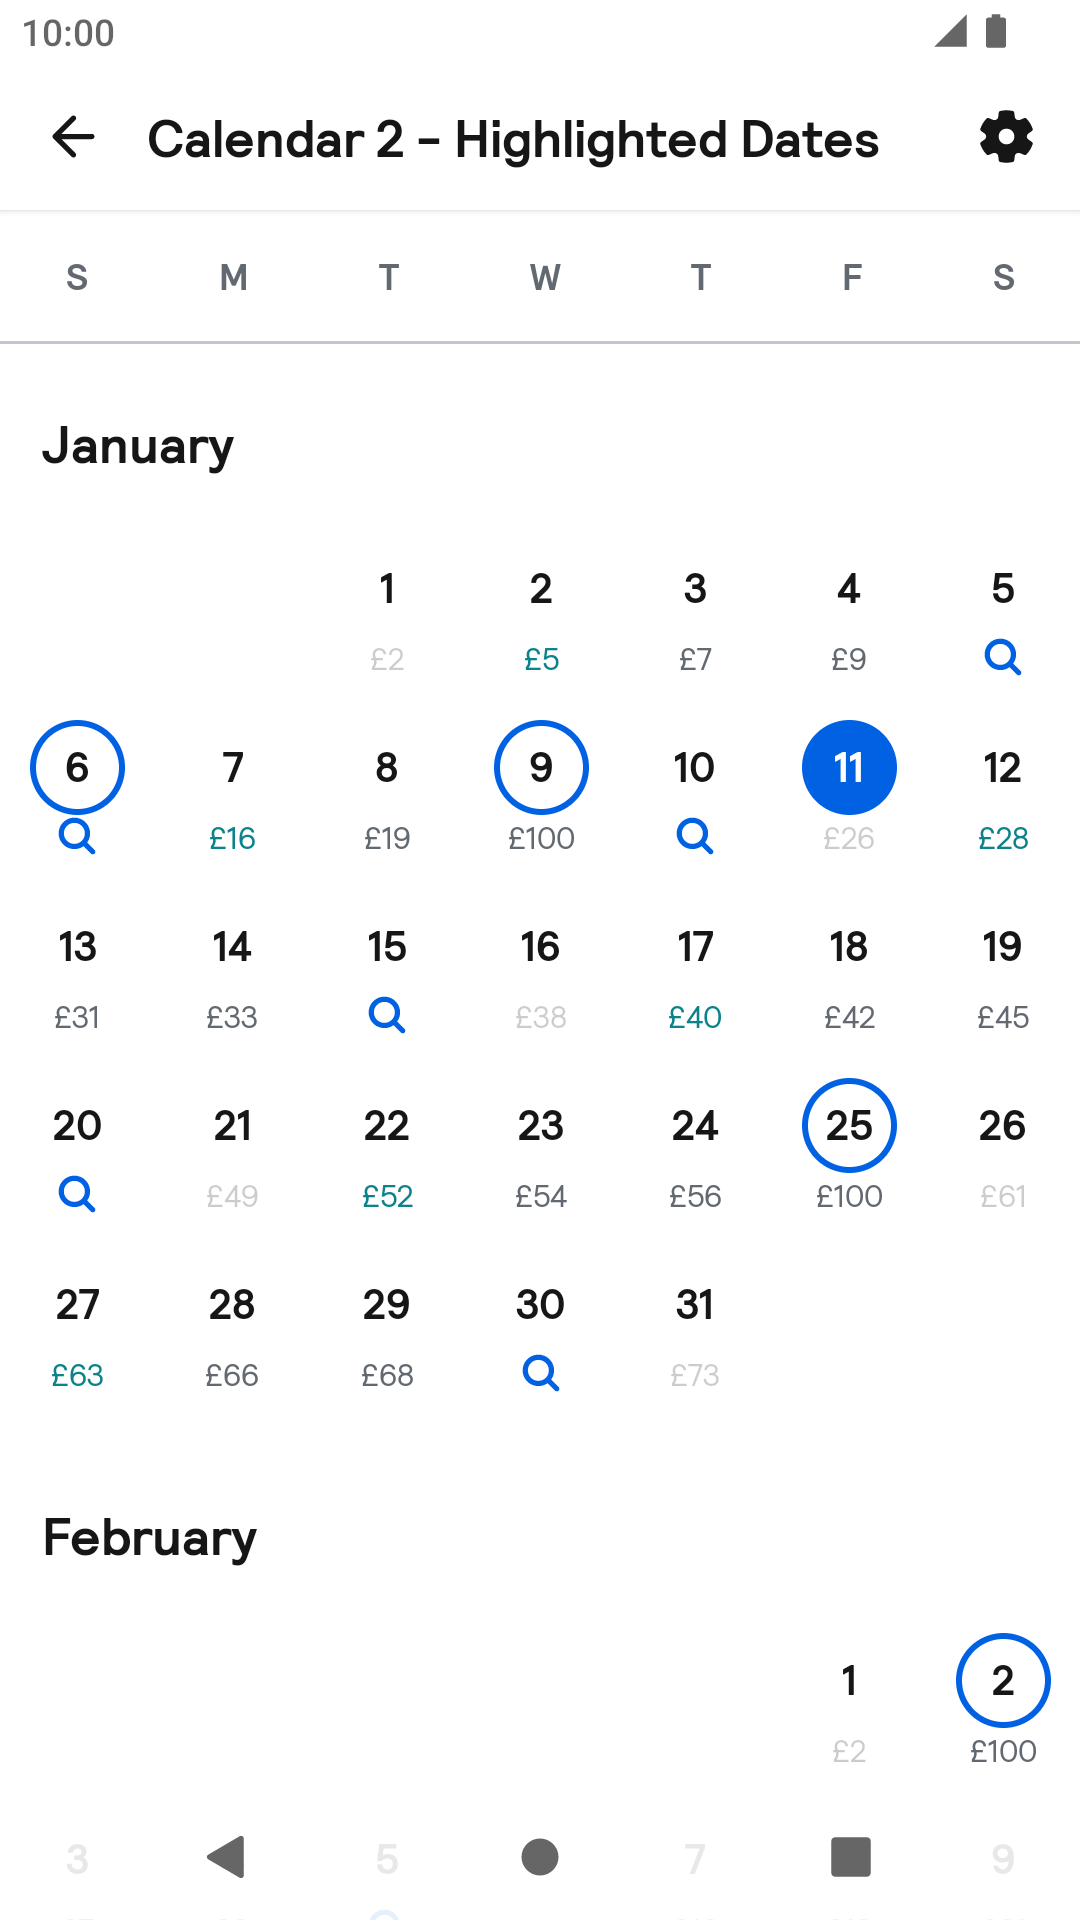 10:00
Calendar 2 - Highlighted Dates
S M T W T F S
January
1 2 3 4 5
£2 £5 £7 £9
6 7 8 9 10 11 12
£16 £19 £100 £26 £28
13 14 15 16 17 18 19
£31 £33 £38 £40 £42 £45
20 21 22 23 24 25 26
£49 £52 £54 £56 £100 £61
27 28 29 30 31
£63 £66 £68 £73
February
1 2
£2 £100
3 5 7 9